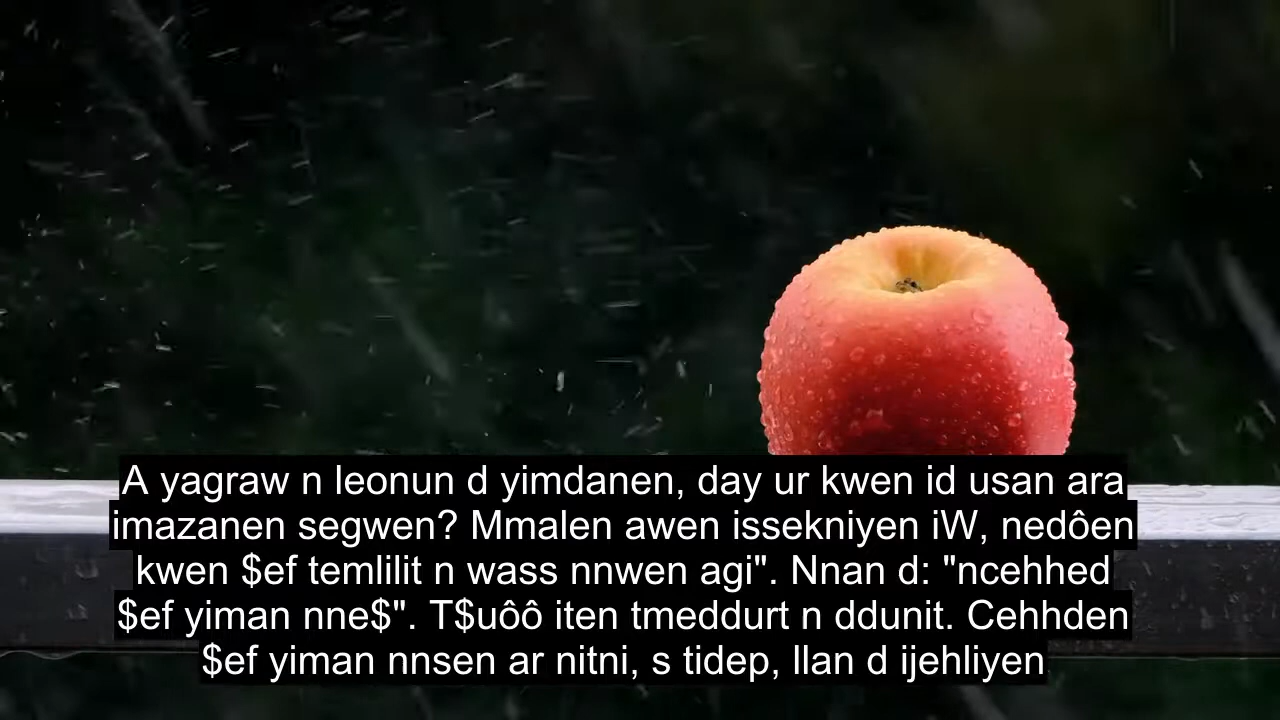 A yagraw n leonun d yimdanen, day ur kwen id usan ara
imazanen segwen? Mmalen awen issekniyen iW, nedôen
kwen $ef temlilit n wass nnwen agi". Nnan d: "ncehhed
$ef yiman nne$". T$uôô iten tmeddurt n ddunit. Cehhden
$ef yiman nnsen ar nitni, s tidep, llan d ijehliyen